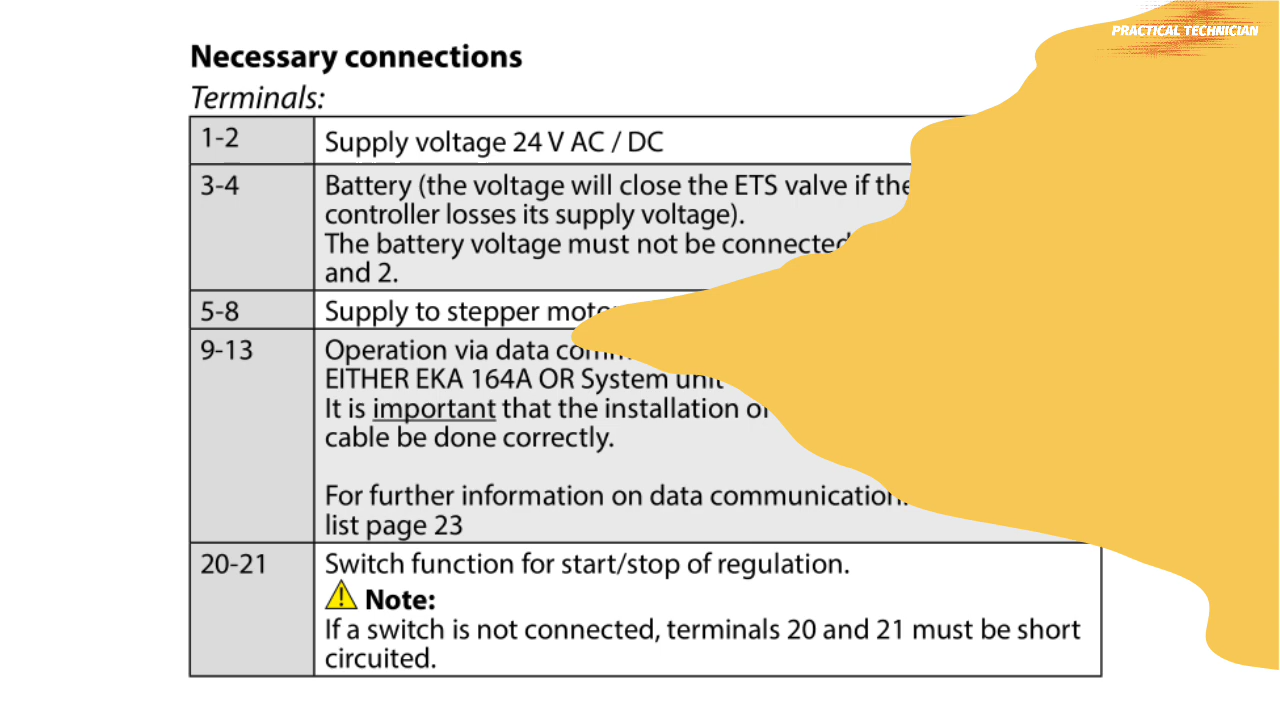 PRACTICAL TECHNICIAN
Necessary connections
Terminals:
1-2 Supply voltage 24 V AC / DC
3-4 Battery (the voltage will close the ETS valve if the
controller losses its supply voltage).
The battery voltage must not be connected
and 2.
5-8 Supply to stepper
9-13 Operation via data
EITHER EKA 164A OR System unit
It is important that the installation
cable be done correctly.
For further information on data communication
list page 23
20-21 Switch function for start/stop of regulation.
Note:
If a switch is not connected, terminals 20 and 21 must be short
circuited.